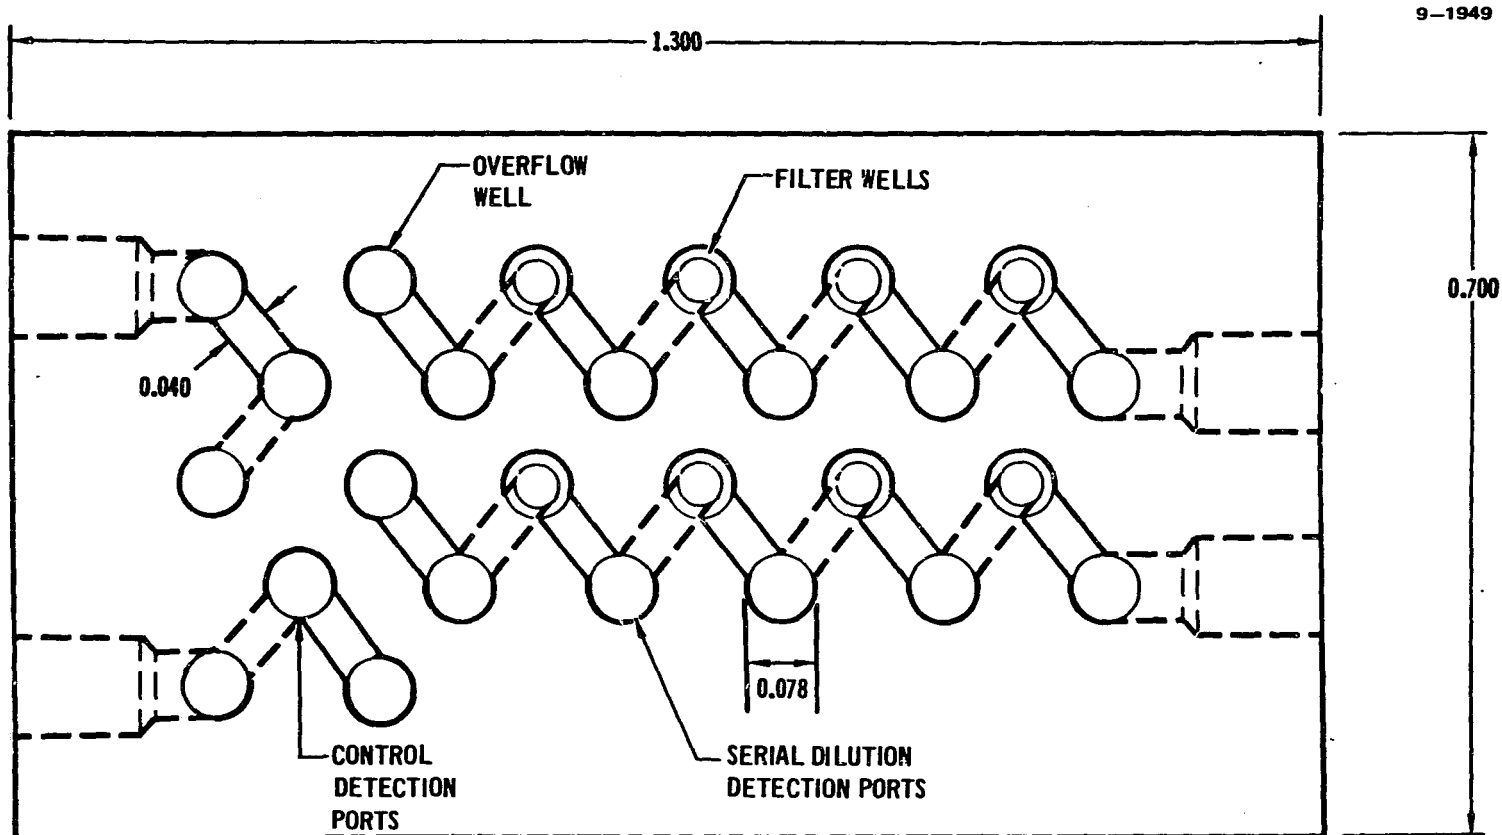 9–1949
1.300
OVERFLOW
WELL
FILTER WELLS
0.700
0.040
0.078
CONTROL
DETECTION
PORTS
SERIAL DILUTION
DETECTION PORTS